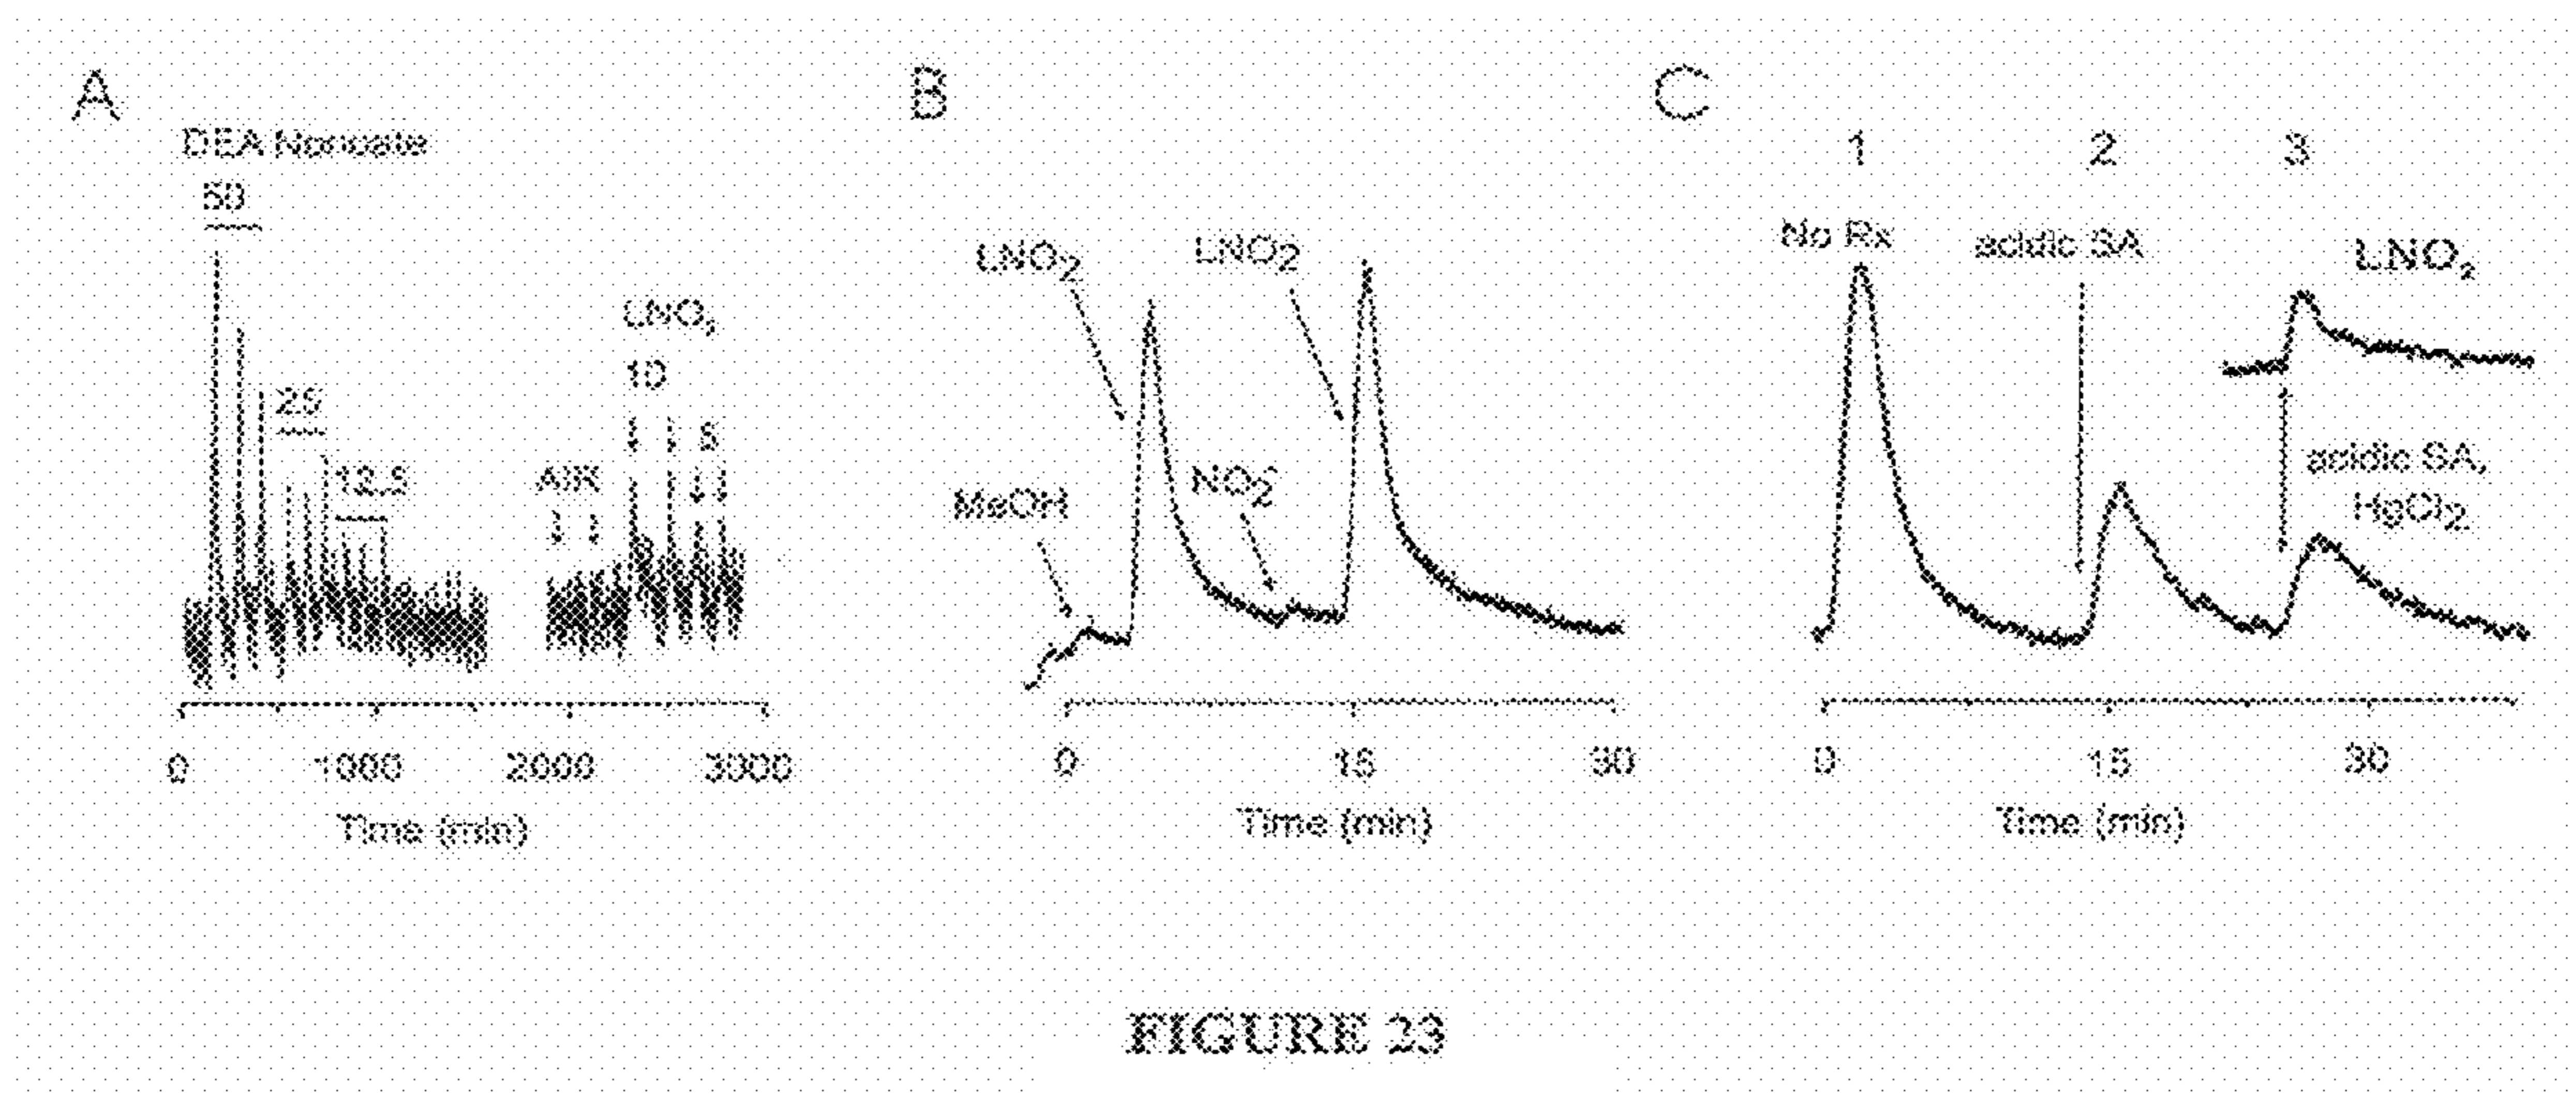 A
DEA Nonoate
50
25
12.5
AIR
LNO2
10
5
0 1000 2000 3000
Time (min)
B
LNO2
LNO2
MeOH
NO2-
0 15 30
Time (min)
C
1 2 3
No Rx
acidic SA
LNO2
acidic SA,
HgCl2
0 15 30
Time (min)
FIGURE 23